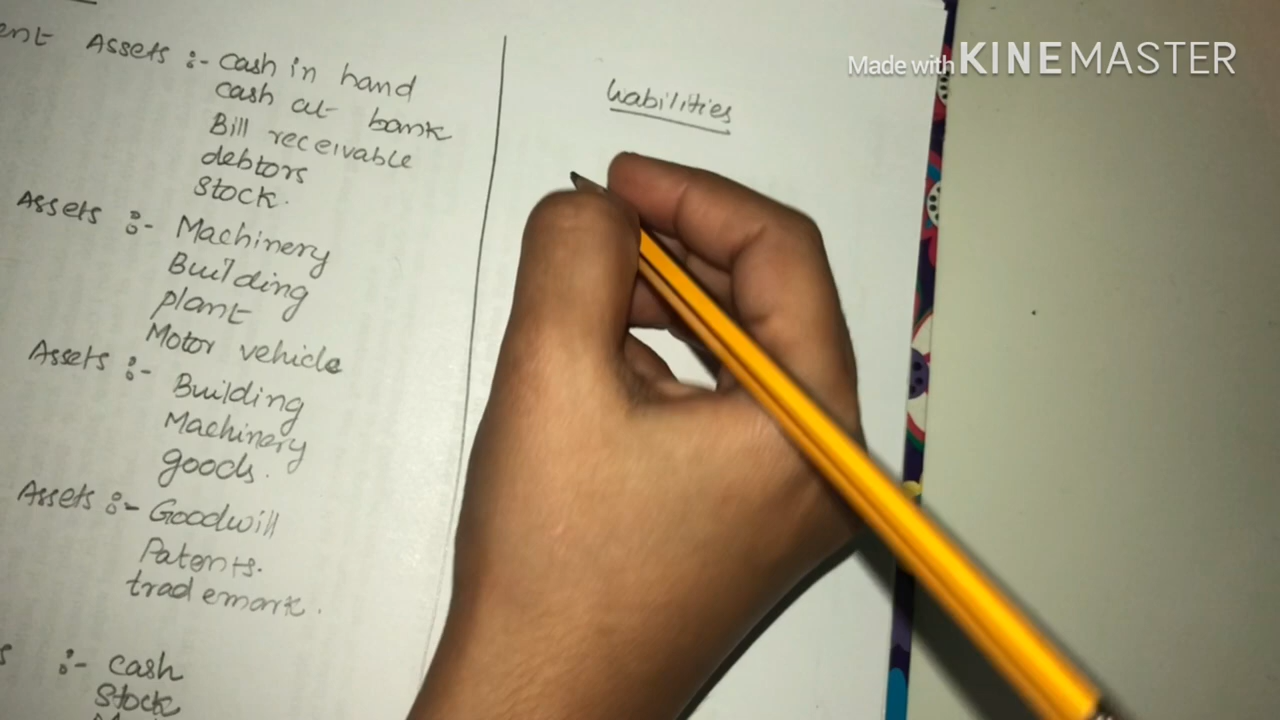 Made with KINEMASTER
Assets :- Cash in hand
cash at bank
Bill receivable
debtors
Stock.
Assets :- Machinery
Building
plant
Motor vehicle
Assets :- Building
Machinery
goods.
Assets :- Goodwill
Patents.
trademark.
:- cash
Stock
Liabilities